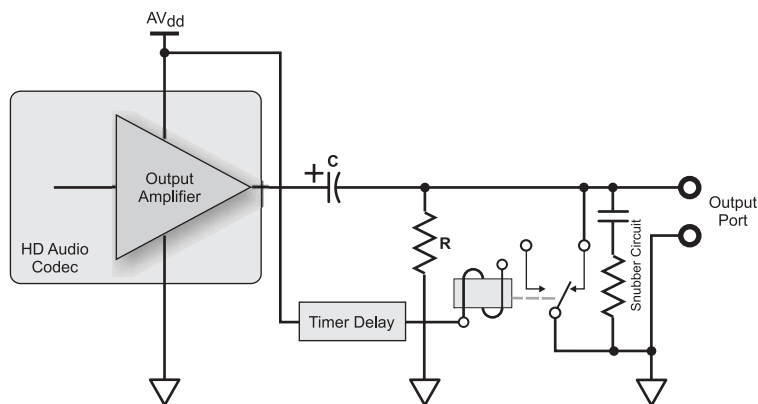 AVdd
Output
Amplifier
HD Audio
Codec
+
C
R
Timer Delay
Snubber Circuit
Output
Port